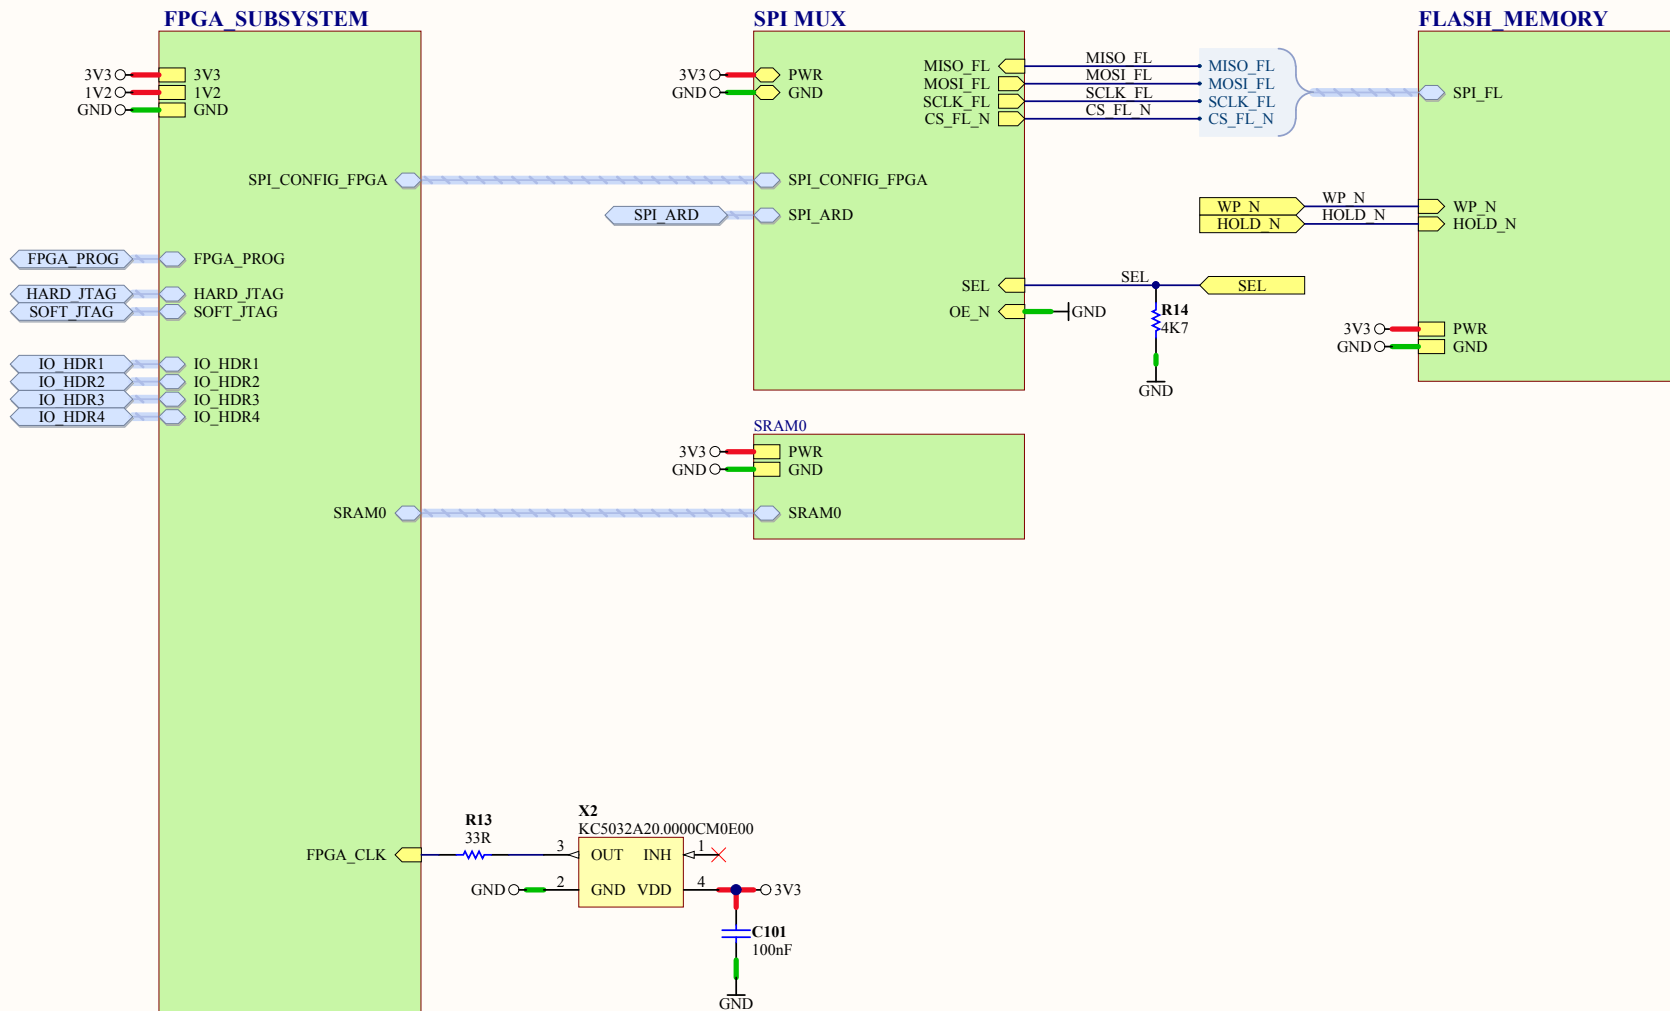 FPGA_SUBSYSTEM
3V3 3V3
1V2 1V2
GND GND
SPI_CONFIG_FPGA
FPGA_PROG FPGA_PROG
HARD_JTAG HARD_JTAG
SOFT_JTAG SOFT_JTAG
IO_HDR1 IO_HDR1
IO_HDR2 IO_HDR2
IO_HDR3 IO_HDR3
IO_HDR4 IO_HDR4
SRAM0
FPGA_CLK
SPI MUX
3V3 PWR
GND GND
MISO_FL MISO_FL MISO_FL
MOSI_FL MOSI_FL MOSI_FL
SCLK_FL SCLK_FL SCLK_FL
CS_FL_N CS_FL_N CS_FL_N
SPI_CONFIG_FPGA
SPI_ARD SPI_ARD
SEL SEL SEL
OE_N GND
R14
4K7
GND
FLASH_MEMORY
SPI_FL
WP_N WP_N WP_N
HOLD_N HOLD_N HOLD_N
3V3 PWR
GND GND
SRAM0
3V3 PWR
GND GND
SRAM0
R13
33R
X2
KC5032A20.0000CM0E00
3 OUT INH 1
GND 2 GND VDD 4 3V3
C101
100nF
GND